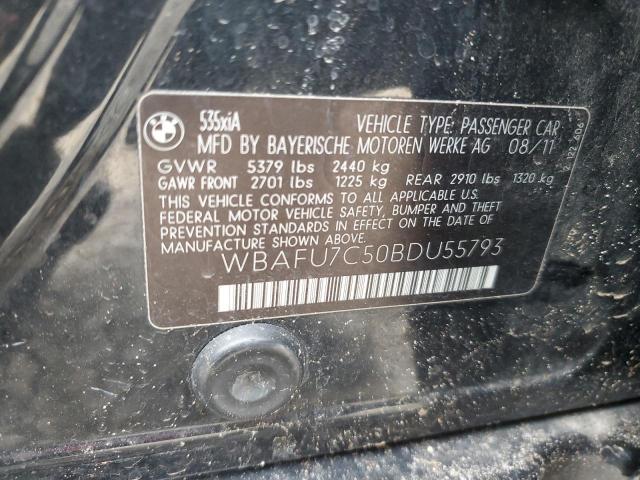 BMW
535xiA
VEHICLE TYPE: PASSENGER CAR
MFD BY BAYERISCHE MOTOREN WERKE AG 08/11
GVWR 5379 lbs 2440 kg
GAWR FRONT 2701 lbs 1225 kg REAR 2910 lbs 1320 kg
THIS VEHICLE CONFORMS TO ALL APPLICABLE U.S.
FEDERAL MOTOR VEHICLE SAFETY, BUMPER AND THEFT
PREVENTION STANDARDS IN EFFECT ON THE DATE OF
MANUFACTURE SHOWN ABOVE.
WBAFU7C50BDU55793